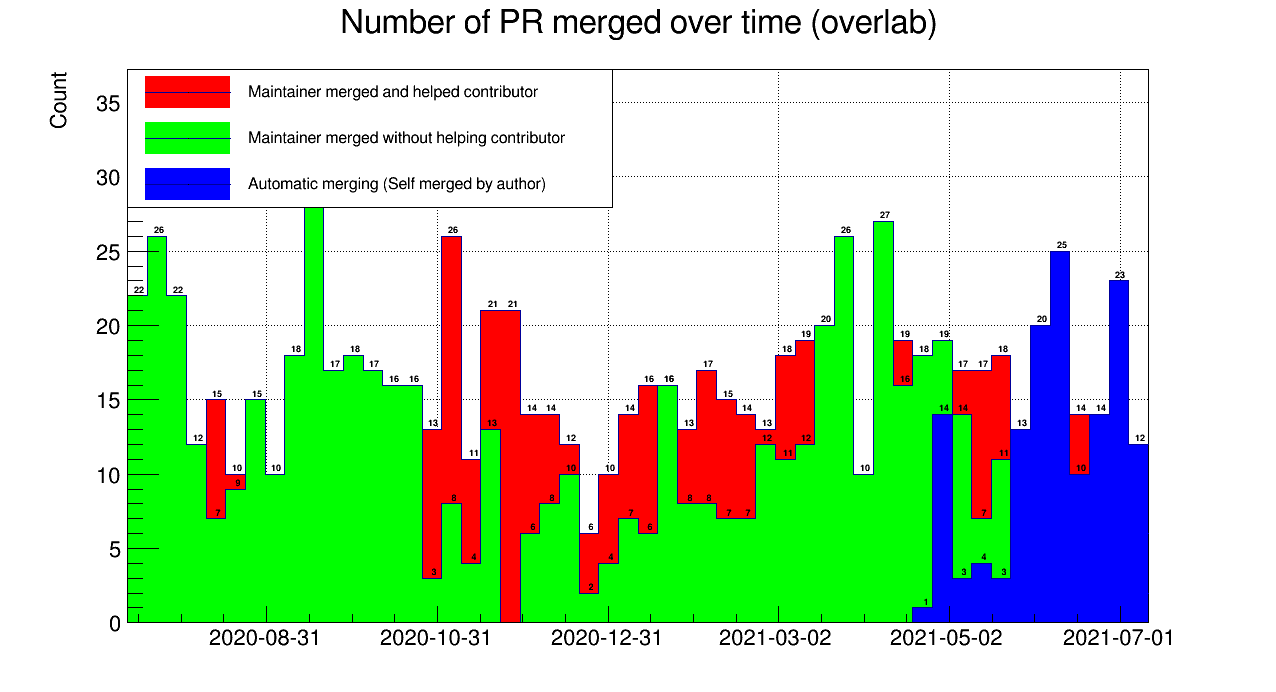 Number of PR merged over time (overlab)
Count
Maintainer merged and helped contributor
Maintainer merged without helping contributor
Automatic merging (Self merged by author)
35
30
25
20
15
10
5
0
22 26 22 12 15 10 15 10 18 17 18 17 16 16 13 26 11 21 21 14 14 12 6 10 14 16 16 13 17 15 14 13 18 19 20 26 10 27 19 18 19 17 17 18 13 20 25 14 14 23 12
7 9 3 8 4 13 6 8 10 2 4 7 6 8 8 7 7 12 11 12 16 14 14 7 11 10
1 3 4 3
2020-08-31 2020-10-31 2020-12-31 2021-03-02 2021-05-02 2021-07-01